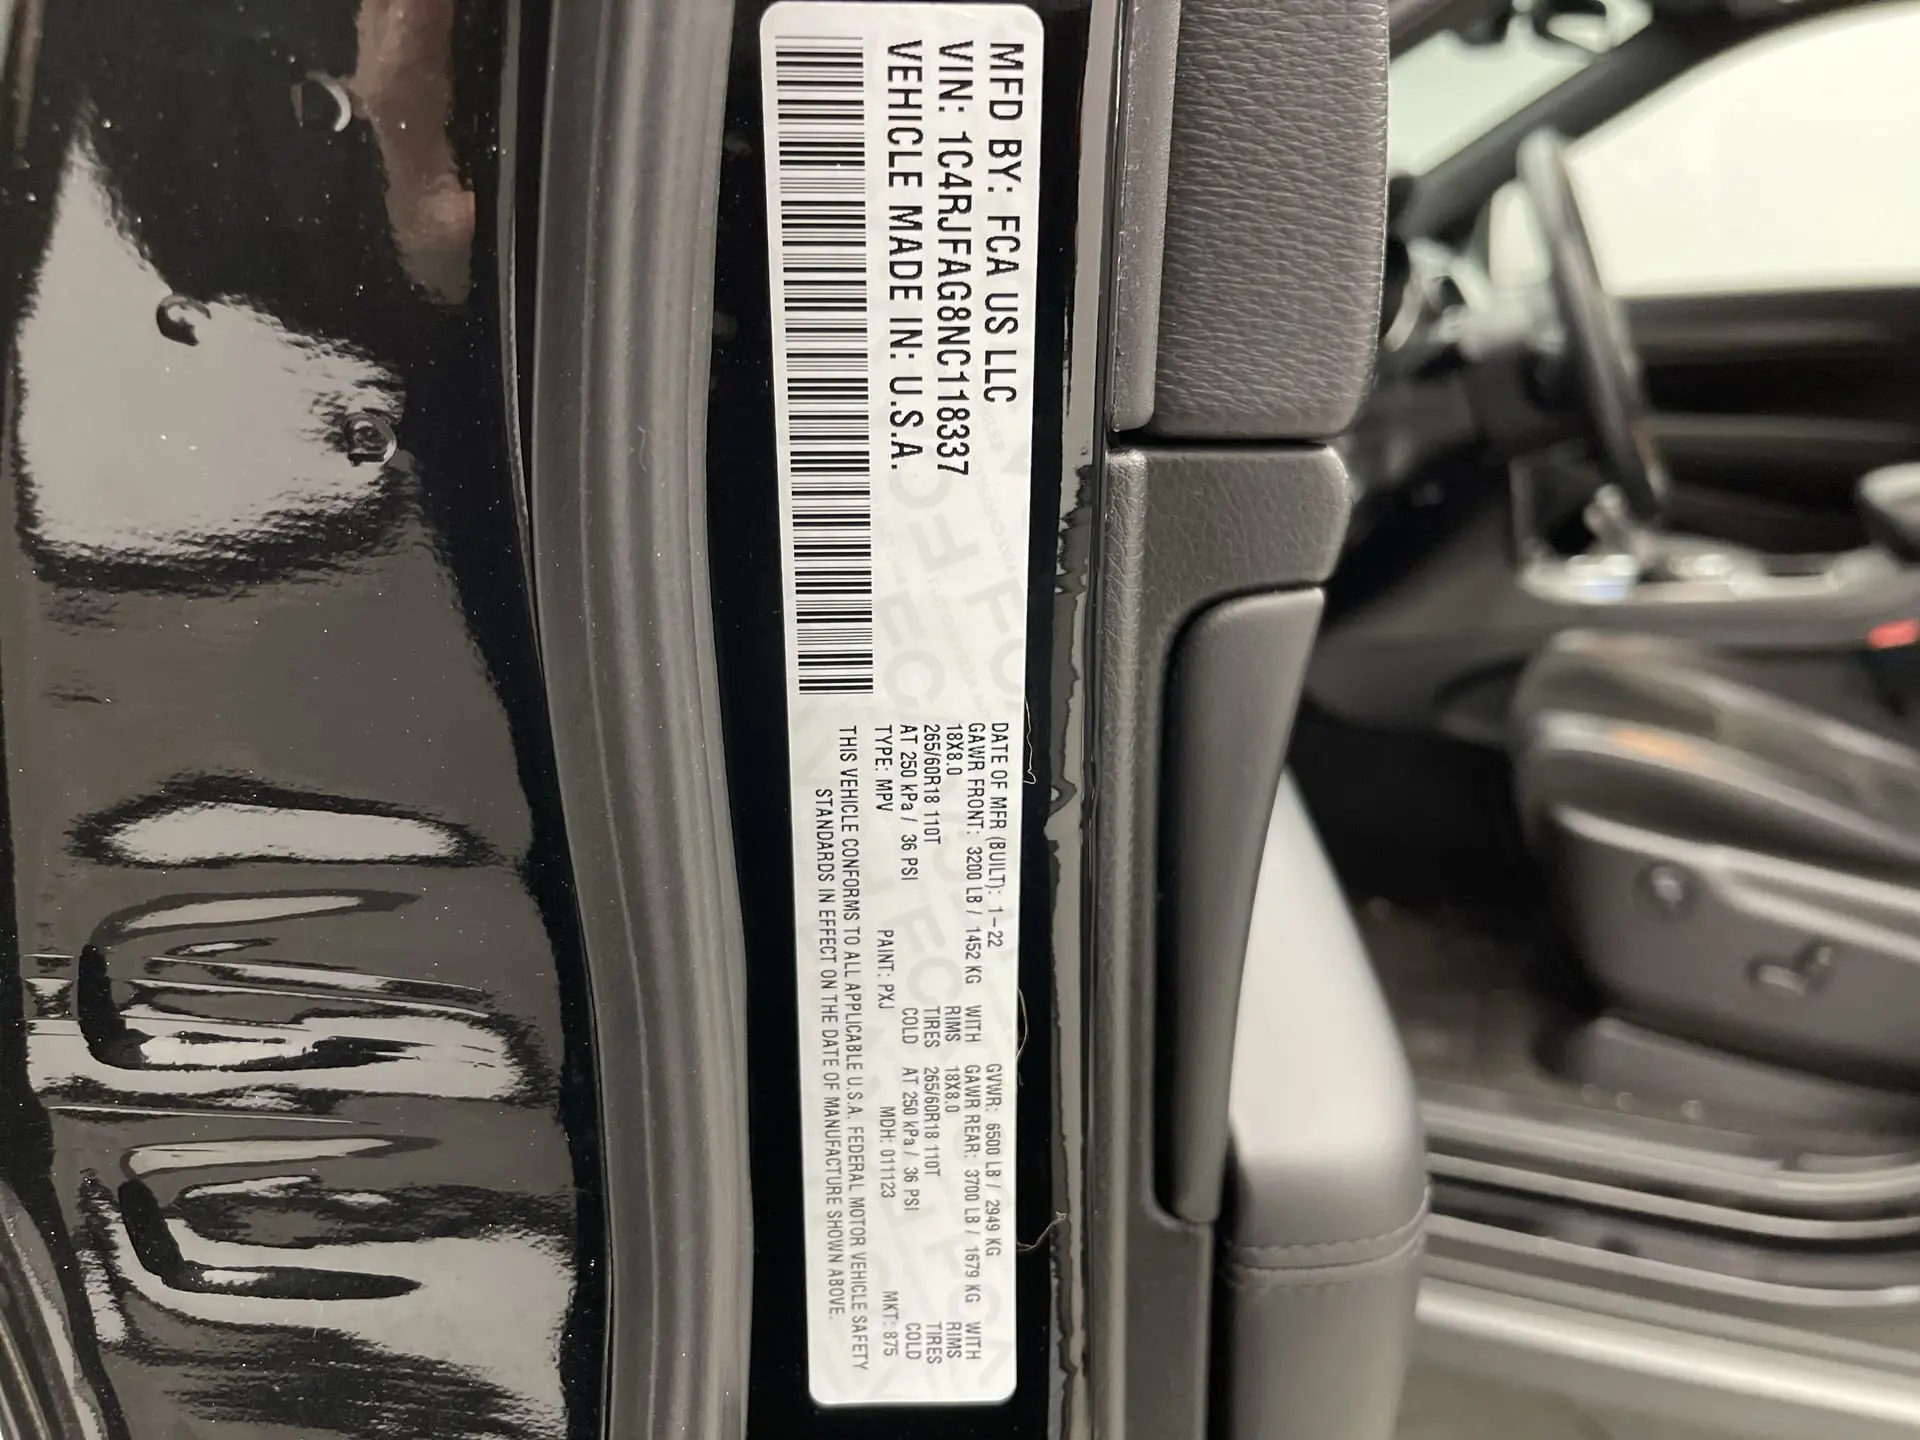 MFD BY: FCA US LLC
VIN: 1C4RJFAG8NC118337
VEHICLE MADE IN: U.S.A.
DATE OF MFR (BUILT): 1-22 GVWR: 6500 LB / 2949 KG
GAWR FRONT: 3200 LB / 1452 KG WITH GAWR REAR: 3700 LB / 1679 KG WITH
18X8.0 RIMS 18X8.0 RIMS
265/60R18 110T TIRES 265/60R18 110T TIRES
AT 250 kPa / 36 PSI COLD AT 250 kPa / 36 PSI COLD
TYPE: MPV PAINT: PXJ MDH: 011123 MKT: 875
THIS VEHICLE CONFORMS TO ALL APPLICABLE U.S.A. FEDERAL MOTOR VEHICLE SAFETY
STANDARDS IN EFFECT ON THE DATE OF MANUFACTURE SHOWN ABOVE.